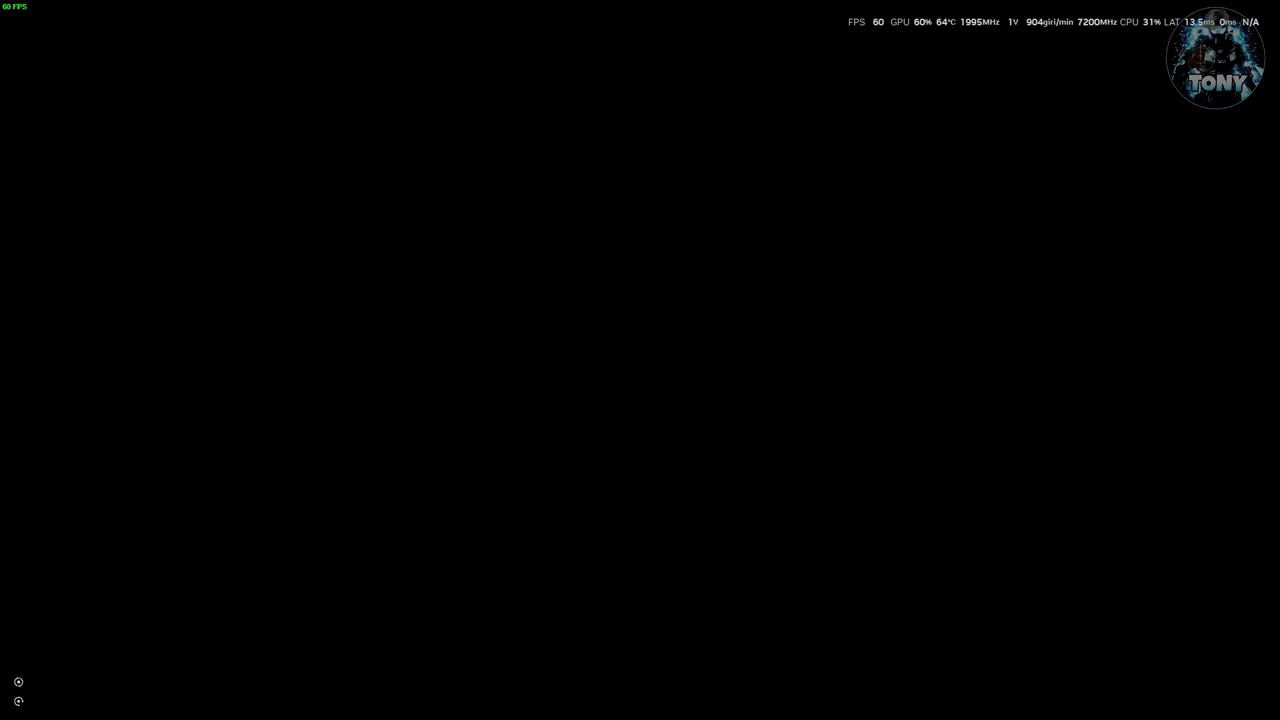 60 FPS
FPS 60 GPU 60% 64°C 1995MHz 1V 904giri/min 7200MHz CPU 31% LAT 13.5ms 0ms N/A
TONY